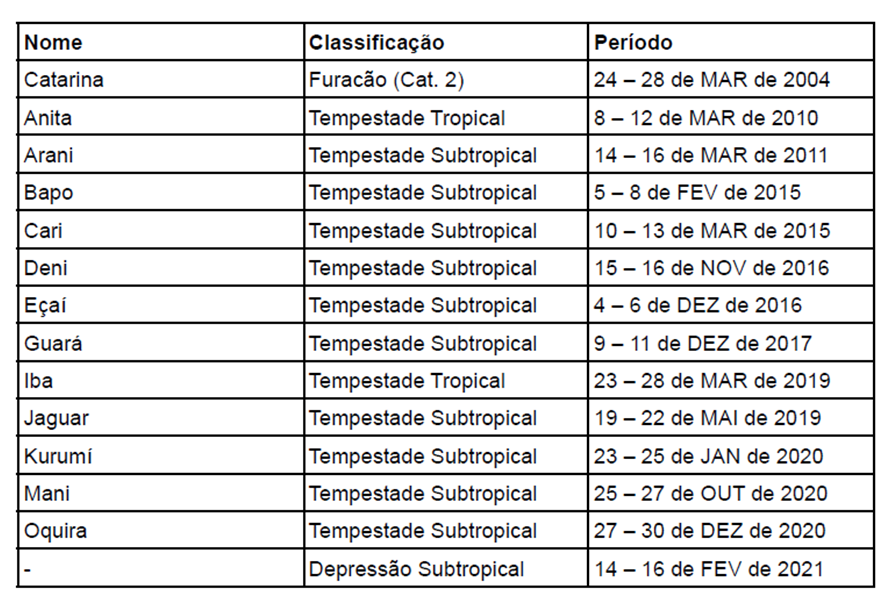 Nome Classificação Período
Catarina Furacão (Cat. 2) 24 – 28 de MAR de 2004
Anita Tempestade Tropical 8 – 12 de MAR de 2010
Arani Tempestade Subtropical 14 – 16 de MAR de 2011
Bapo Tempestade Subtropical 5 – 8 de FEV de 2015
Cari Tempestade Subtropical 10 – 13 de MAR de 2015
Deni Tempestade Subtropical 15 – 16 de NOV de 2016
Eçaí Tempestade Subtropical 4 – 6 de DEZ de 2016
Guará Tempestade Subtropical 9 – 11 de DEZ de 2017
Iba Tempestade Tropical 23 – 28 de MAR de 2019
Jaguar Tempestade Subtropical 19 – 22 de MAI de 2019
Kurumí Tempestade Subtropical 23 – 25 de JAN de 2020
Mani Tempestade Subtropical 25 – 27 de OUT de 2020
Oquira Tempestade Subtropical 27 – 30 de DEZ de 2020
- Depressão Subtropical 14 – 16 de FEV de 2021